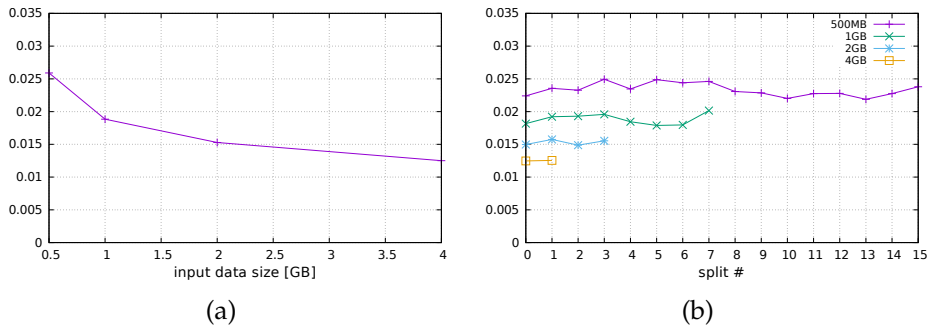 0.035
0.03
0.025
0.02
0.015
0.01
0.005
0
0.5 1 1.5 2 2.5 3 3.5 4
input data size [GB]
(a)
0.035
0.03
0.025
0.02
0.015
0.01
0.005
0
500MB
1GB
2GB
4GB
0 1 2 3 4 5 6 7 8 9 10 11 12 13 14 15
split #
(b)